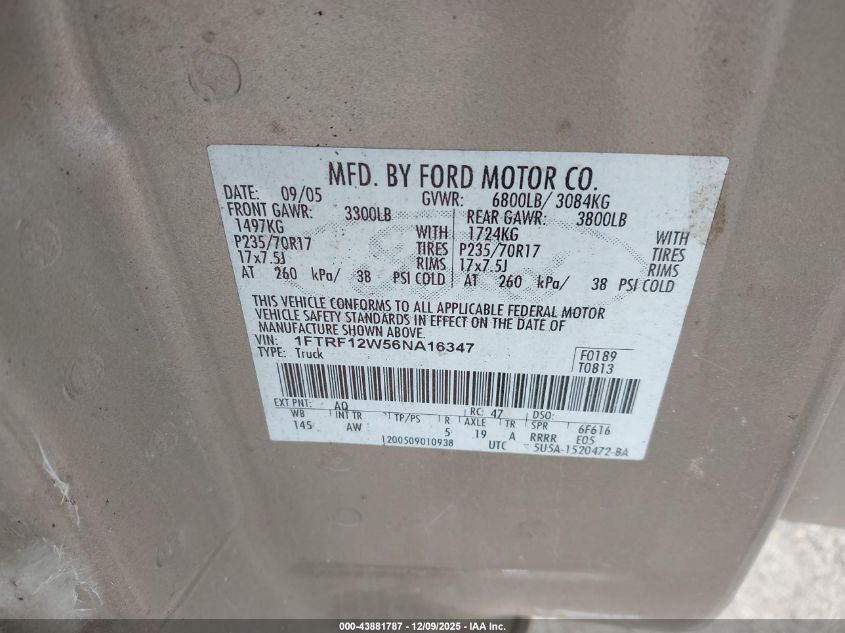 MFD. BY FORD MOTOR CO.
DATE: 09/05 GVWR: 6800LB/ 3084KG
FRONT GAWR: 3300LB REAR GAWR: 3800LB
1497KG WITH 1724KG WITH
P235/70R17 TIRES P235/70R17 TIRES
17x7.5J RIMS 17x7.5J RIMS
AT 260 kPa/ 38 PSI COLD AT 260 kPa/ 38 PSI COLD
THIS VEHICLE CONFORMS TO ALL APPLICABLE FEDERAL MOTOR
VEHICLE SAFETY STANDARDS IN EFFECT ON THE DATE OF
MANUFACTURE SHOWN ABOVE.
VIN: 1FTRF12W56NA16347
TYPE: Truck
F0189
T0813
EXT PNT: AQ RC: 47 DSO:
WB INT TR TP/PS R AXLE TR SPR 6F616
145 AW 5 19 A RRRR E05
1200509010938 UTC 5U5A-1520472-BA
000-43881787 - 12/09/2025 - IAA Inc.